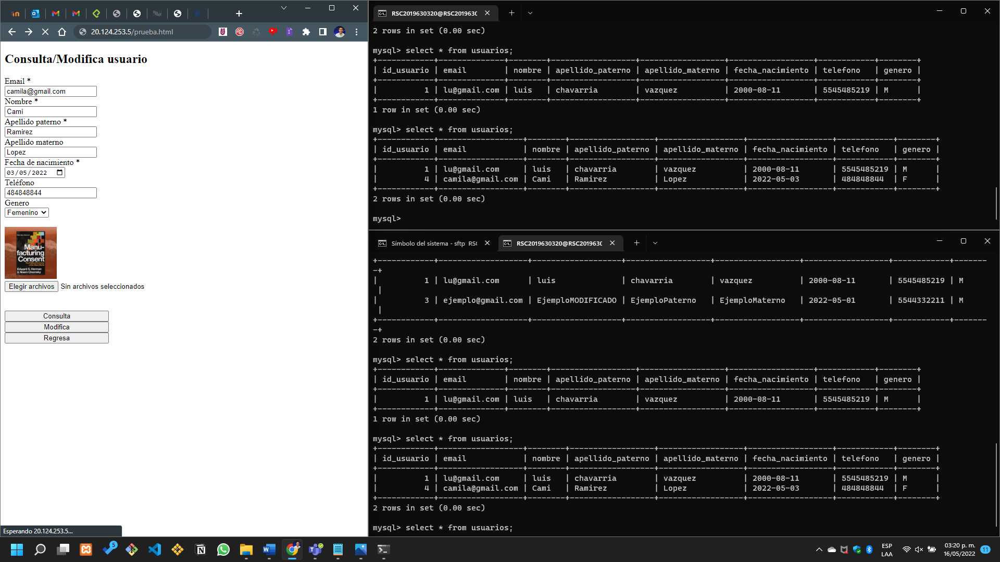 20.124.253.5/prueba.html
Consulta/Modifica usuario
Email *
camila@gmail.com
Nombre *
Cami
Apellido paterno *
Ramirez
Apellido materno
Lopez
Fecha de nacimiento *
03/05/2022
Teléfono
484848844
Genero
Femenino
Manu-
facturing
Consent
Edward S. Herman
& Noam Chomsky
Elegir archivos Sin archivos seleccionados
Consulta
Modifica
Regresa
Esperando 20.124.253.5...
RSC2019630320@RSC201963
2 rows in set (0.00 sec)
mysql> select * from usuarios;
+------------+--------------+--------+------------------+------------------+------------------+------------+--------+
| id_usuario | email        | nombre | apellido_paterno | apellido_materno | fecha_nacimiento | telefono   | genero |
+------------+--------------+--------+------------------+------------------+------------------+------------+--------+
|          1 | lu@gmail.com | luis   | chavarria        | vazquez          | 2000-08-11       | 5545485219 | M      |
+------------+--------------+--------+------------------+------------------+------------------+------------+--------+
1 row in set (0.00 sec)
mysql> select * from usuarios;
+------------+------------------+--------+------------------+------------------+------------------+------------+--------+
| id_usuario | email            | nombre | apellido_paterno | apellido_materno | fecha_nacimiento | telefono   | genero |
+------------+------------------+--------+------------------+------------------+------------------+------------+--------+
|          1 | lu@gmail.com     | luis   | chavarria        | vazquez          | 2000-08-11       | 5545485219 | M      |
|          4 | camila@gmail.com | Cami   | Ramirez          | Lopez            | 2022-05-03       | 484848844  | F      |
+------------+------------------+--------+------------------+------------------+------------------+------------+--------+
2 rows in set (0.00 sec)
mysql>
Símbolo del sistema - sftp RSC RSC2019630320@RSC2019630
+------------+-------------------+-------------------+------------------+------------------+------------------+------------+-------
-+
|          1 | lu@gmail.com      | luis              | chavarria        | vazquez          | 2000-08-11       | 5545485219 | M
 |
|          3 | ejemplo@gmail.com | EjemploMODIFICADO | EjemploPaterno   | EjemploMaterno   | 2022-05-01       | 5544332211 | M
 |
+------------+-------------------+-------------------+------------------+------------------+------------------+------------+-------
-+
2 rows in set (0.00 sec)
mysql> select * from usuarios;
+------------+--------------+--------+------------------+------------------+------------------+------------+--------+
| id_usuario | email        | nombre | apellido_paterno | apellido_materno | fecha_nacimiento | telefono   | genero |
+------------+--------------+--------+------------------+------------------+------------------+------------+--------+
|          1 | lu@gmail.com | luis   | chavarria        | vazquez          | 2000-08-11       | 5545485219 | M      |
+------------+--------------+--------+------------------+------------------+------------------+------------+--------+
1 row in set (0.00 sec)
mysql> select * from usuarios;
+------------+------------------+--------+------------------+------------------+------------------+------------+--------+
| id_usuario | email            | nombre | apellido_paterno | apellido_materno | fecha_nacimiento | telefono   | genero |
+------------+------------------+--------+------------------+------------------+------------------+------------+--------+
|          1 | lu@gmail.com     | luis   | chavarria        | vazquez          | 2000-08-11       | 5545485219 | M      |
|          4 | camila@gmail.com | Cami   | Ramirez          | Lopez            | 2022-05-03       | 484848844  | F      |
+------------+------------------+--------+------------------+------------------+------------------+------------+--------+
2 rows in set (0.00 sec)
mysql> select * from usuarios;
5
ESP
LAA
03:20 p. m.
16/05/2022
11